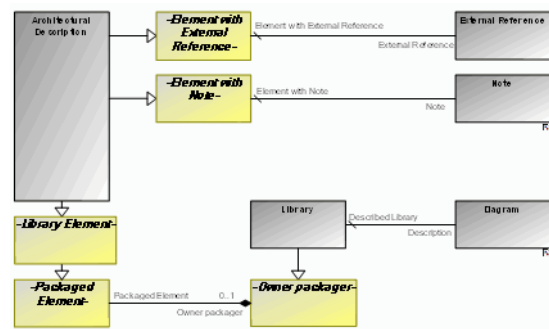 Architectural
Description
-Element with
External
Reference-
Element with External Reference
External Reference
External Reference
-Element with
Note-
Element with Note
Note
Note
-Library Element-
Library
Described Library
Description
Diagram
-Packaged
Element-
Packaged Element
0..1
Owner packager
-Owner packager-